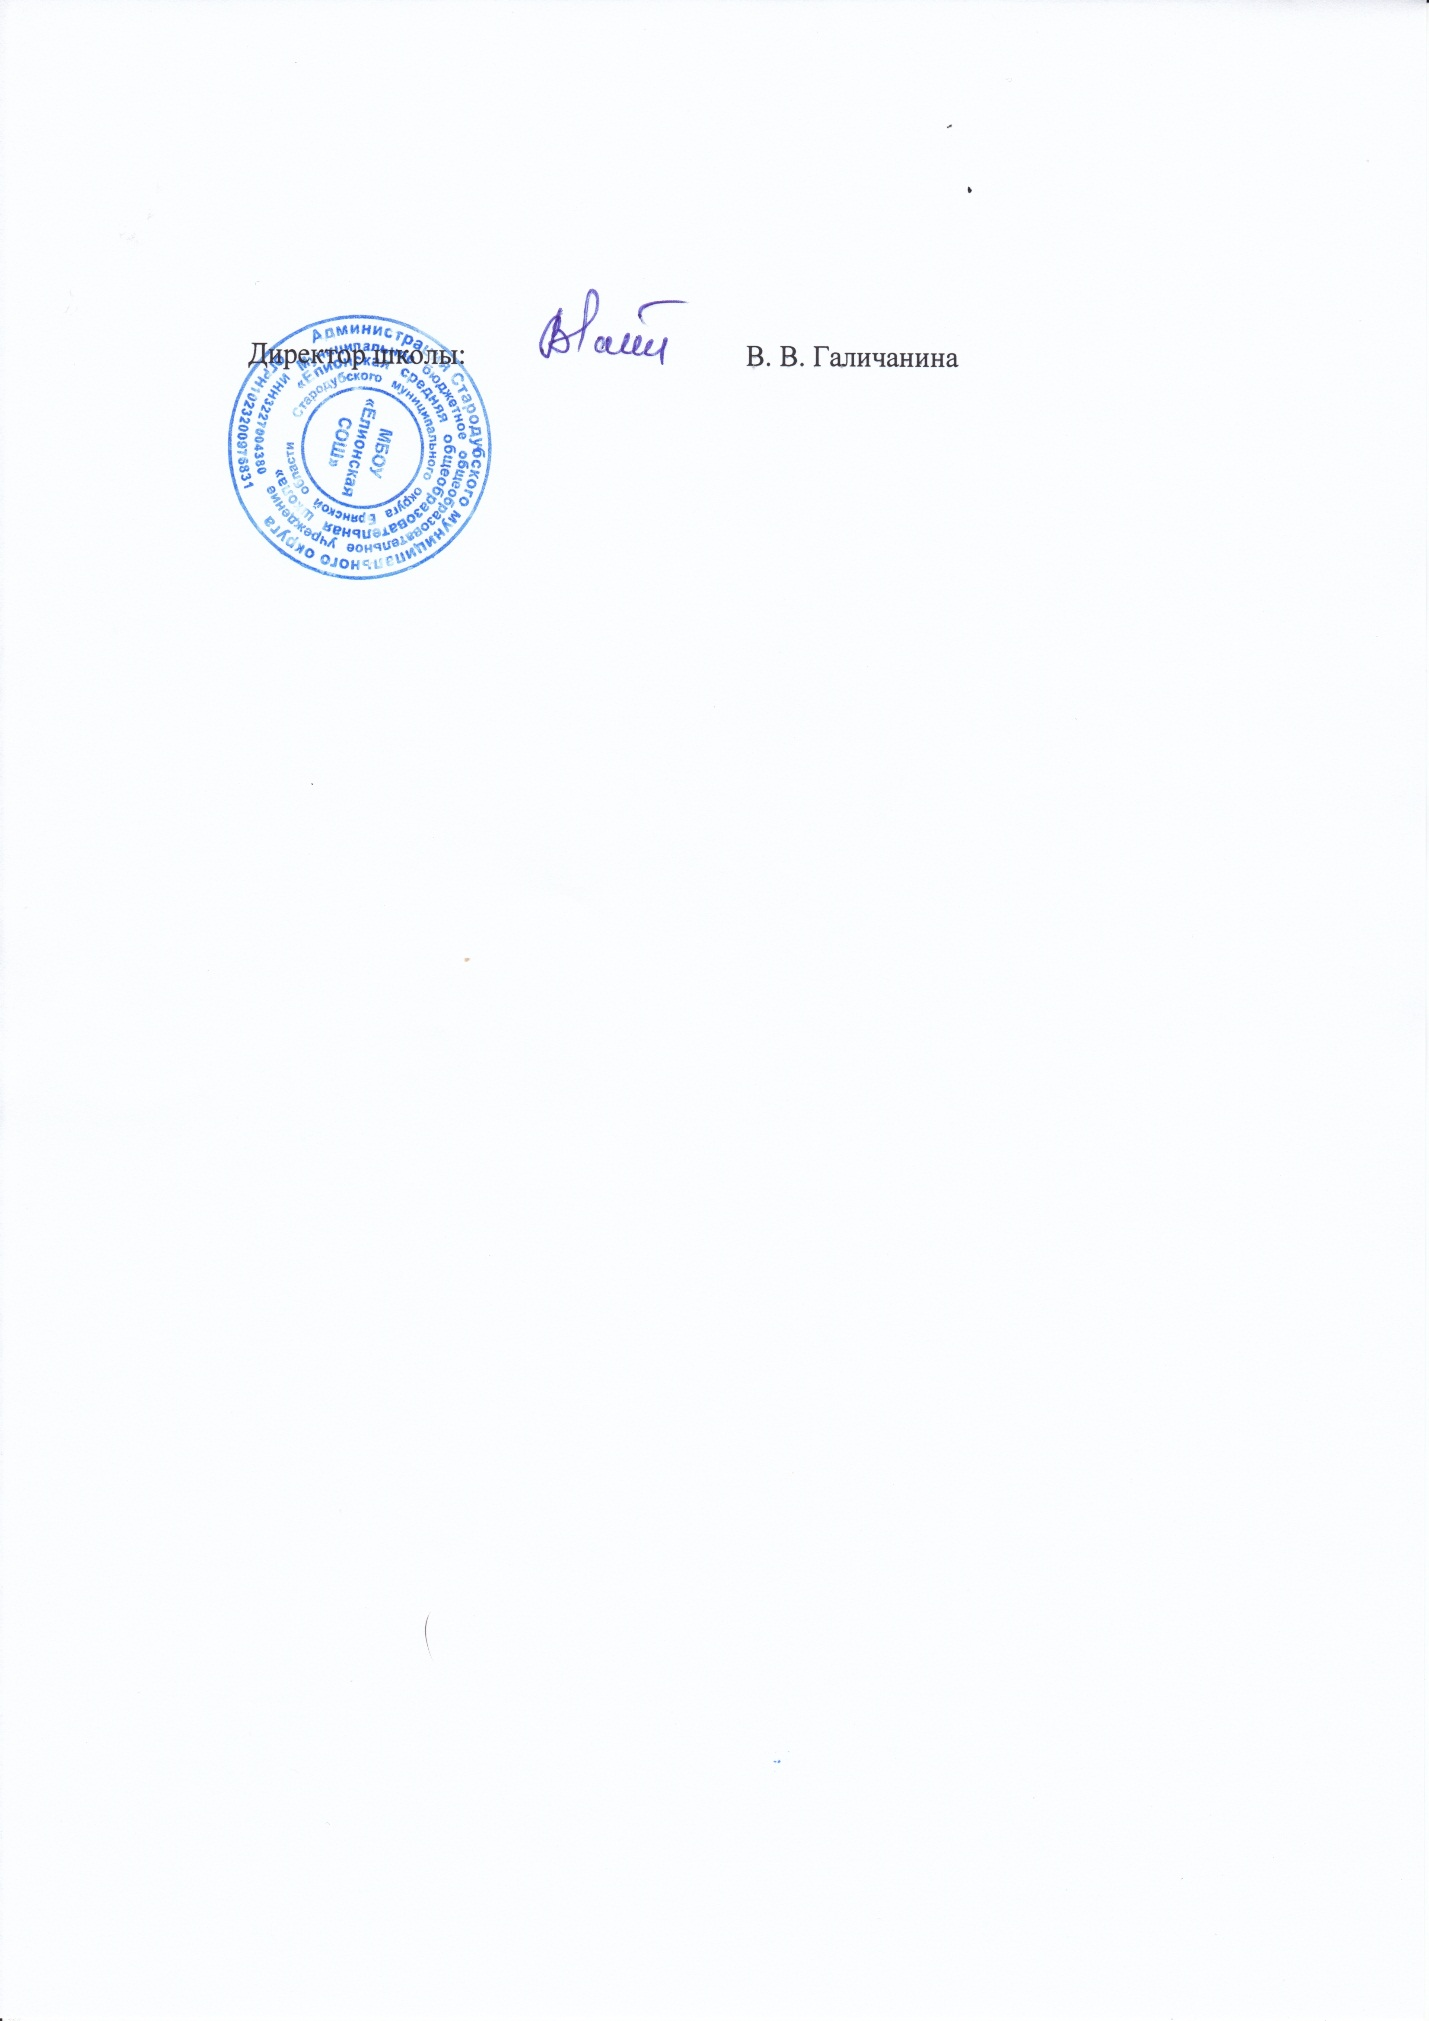 Директор школы: В. В. Галичанина
Администрация Стародубского муниципального округа
ОГРН1023200976831
Муниципальное бюджетное общеобразовательное учреждение
ИНН3227004380
«Елионская средняя общеобразовательная школа»
Стародубского муниципального округа Брянской области
МБОУ
«Елионская
СОШ»